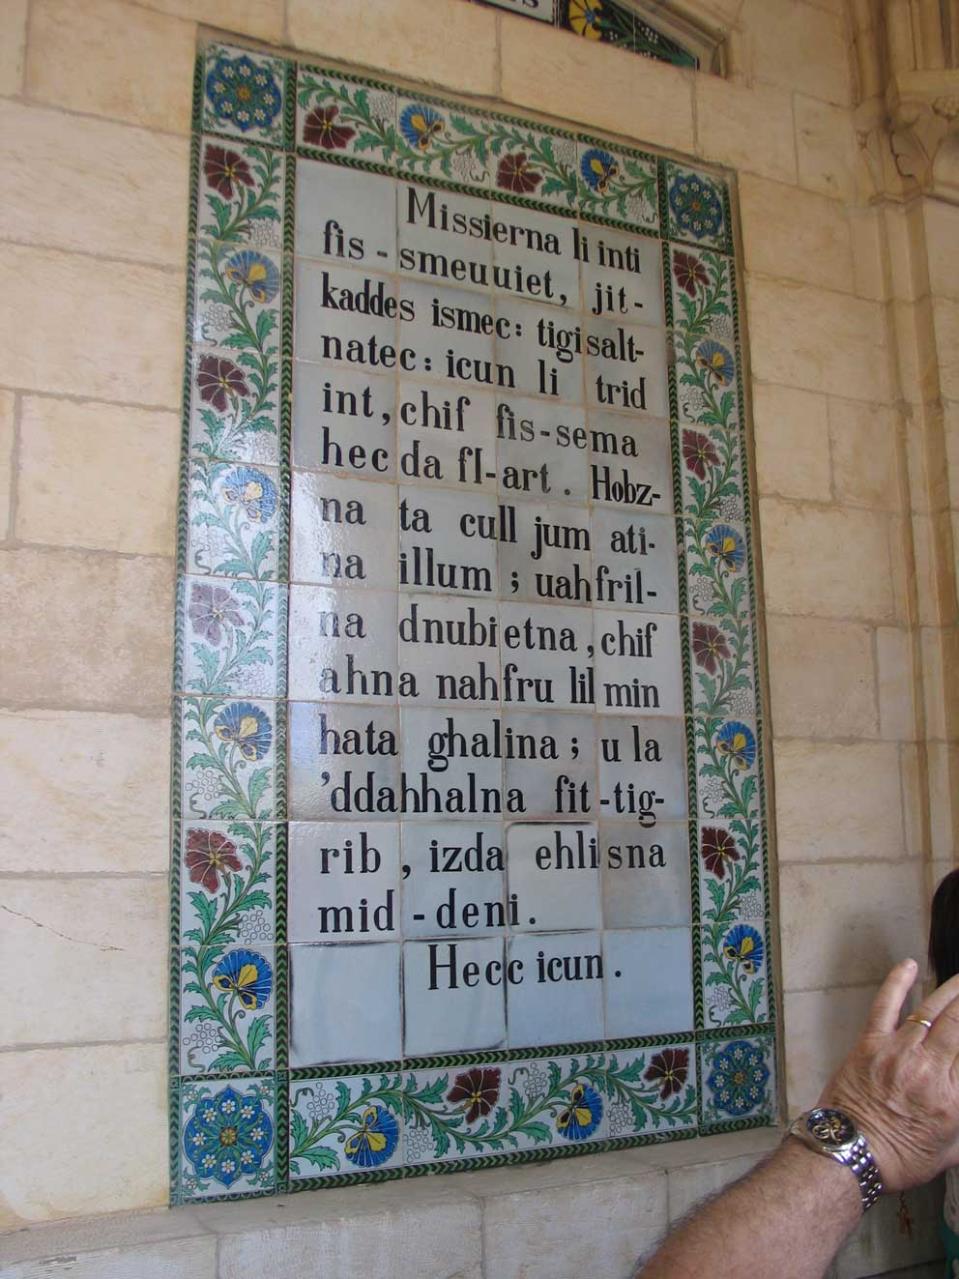 Missierna li inti
fis-smeuuiet, jit-
kaddes ismec: tigi salt-
natec: icun li trid
int, chif fis-sema
hec da fl-art. Hobz-
na ta cull jum ati-
na illum; uahfril-
na dnubietna, chif
ahna nahfru lil min
hata ghalina; u la
'ddahhalna fit-tig-
rib, izda ehlisna
mid-deni.
Hecc icun.